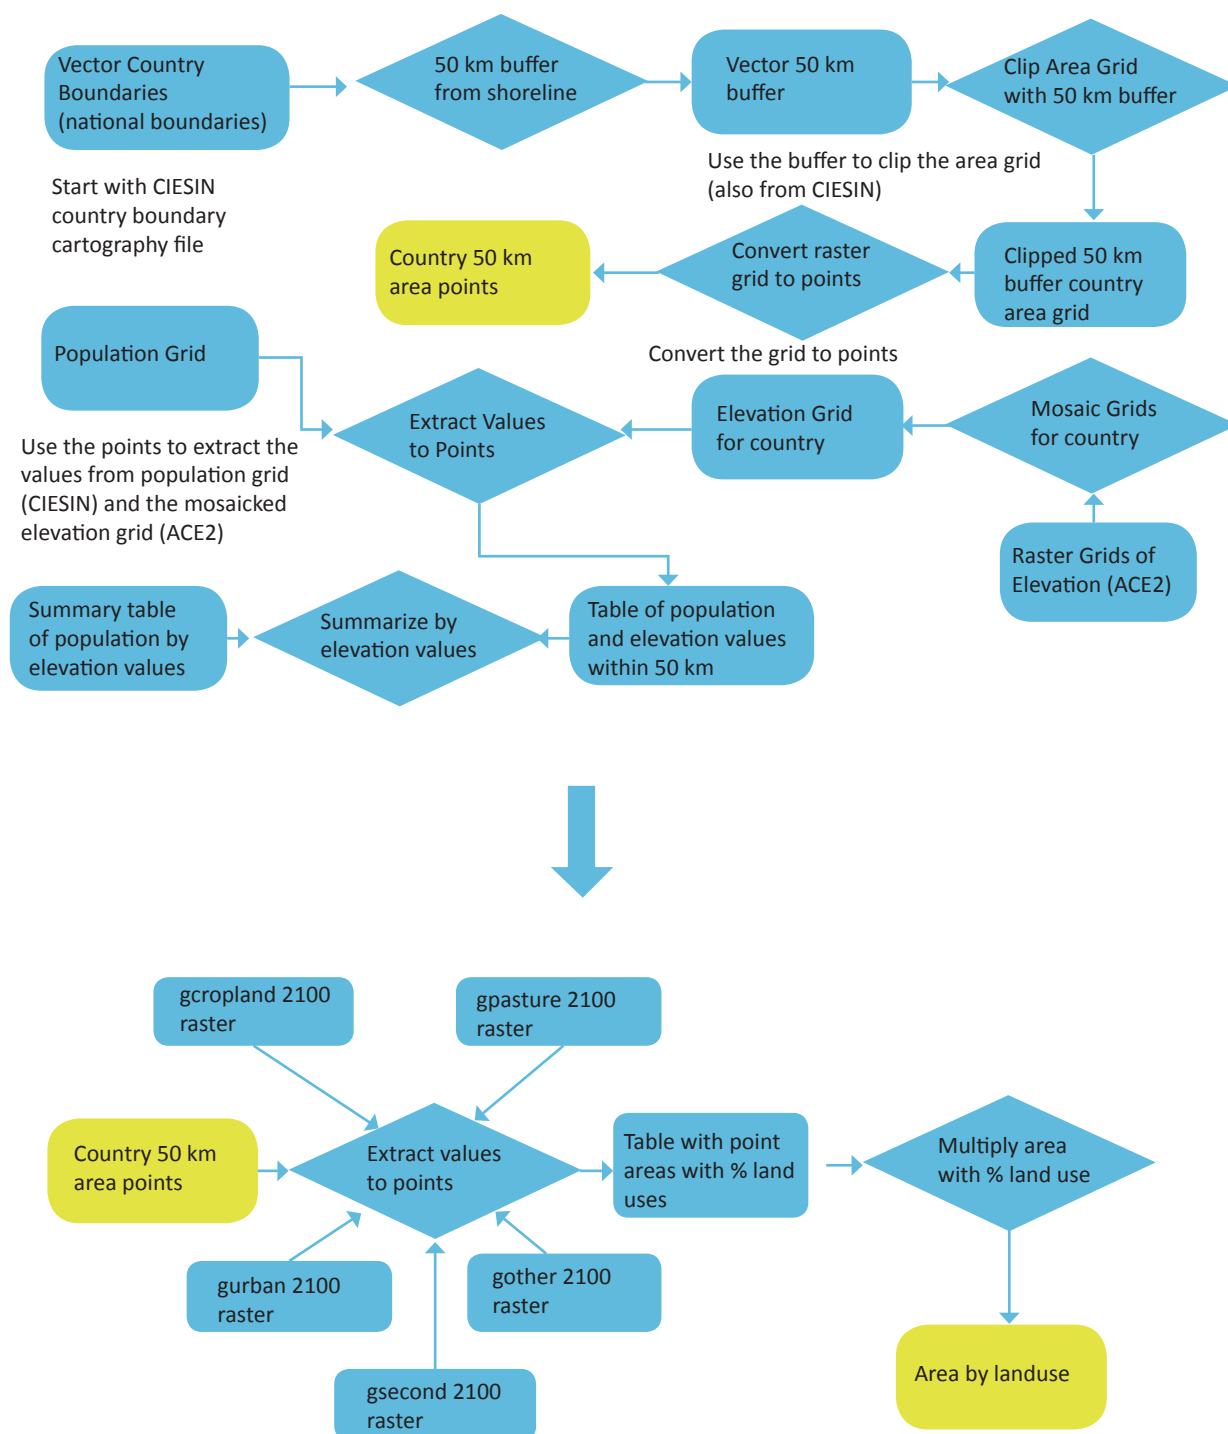 Vector Country
Boundaries
(national boundaries)
50 km buffer
from shoreline
Vector 50 km
buffer
Clip Area Grid
with 50 km buffer
Start with CIESIN
country boundary
cartography file
Use the buffer to clip the area grid
(also from CIESIN)
Country 50 km
area points
Convert raster
grid to points
Clipped 50 km
buffer country
area grid
Population Grid
Convert the grid to points
Extract Values
to Points
Elevation Grid
for country
Mosaic Grids
for country
Use the points to extract the
values from population grid
(CIESIN) and the mosaicked
elevation grid (ACE2)
Raster Grids of
Elevation (ACE2)
Summary table
of population by
elevation values
Summarize by
elevation values
Table of population
and elevation values
within 50 km
gcropland 2100
raster
gpasture 2100
raster
Country 50 km
area points
Extract values
to points
Table with point
areas with % land
uses
Multiply area
with % land use
gurban 2100
raster
gother 2100
raster
gsecond 2100
raster
Area by landuse